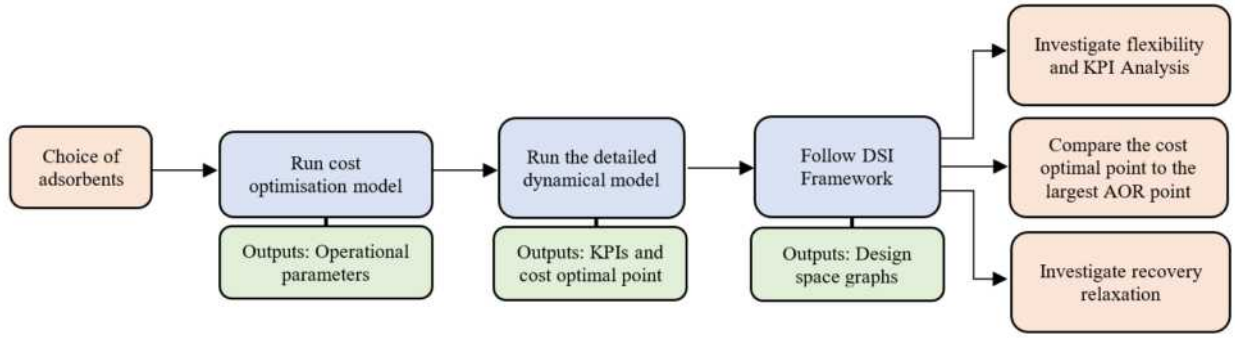 Choice of
adsorbents
Run cost
optimisation model
Outputs: Operational
parameters
Run the detailed
dynamical model
Outputs: KPIs and
cost optimal point
Follow DSI
Framework
Outputs: Design
space graphs
Investigate flexibility
and KPI Analysis
Compare the cost
optimal point to the
largest AOR point
Investigate recovery
relaxation